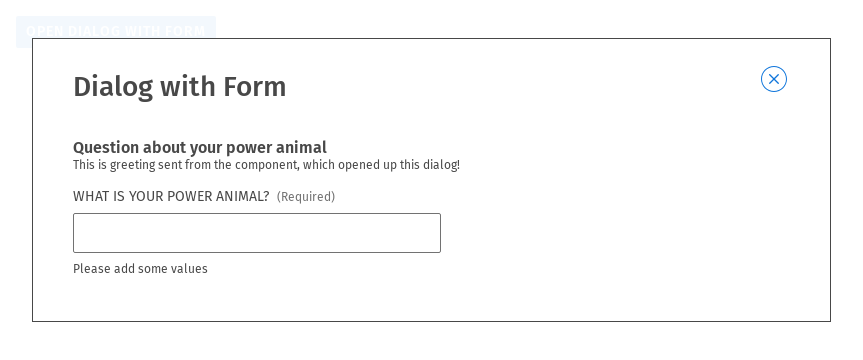 OPEN DIALOG WITH FORM
Dialog with Form
Question about your power animal
This is greeting sent from the component, which opened up this dialog!
WHAT IS YOUR POWER ANIMAL? (Required)
Please add some values